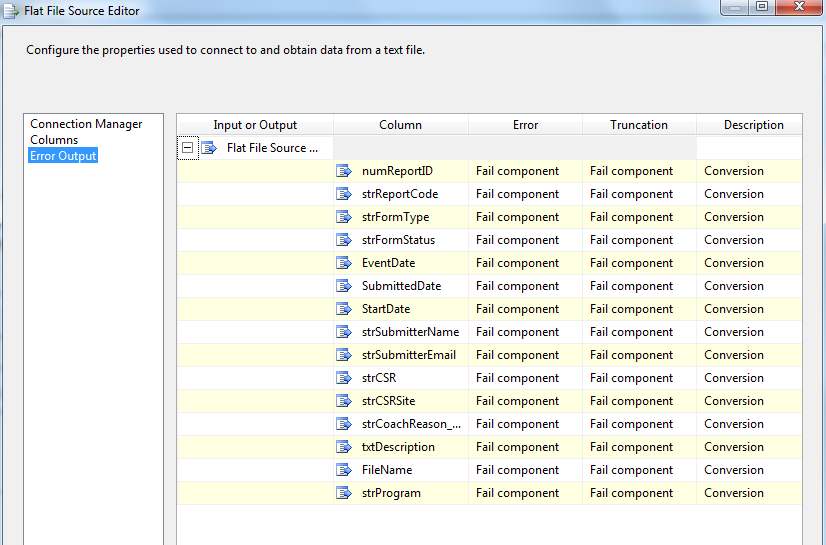 Flat File Source Editor
Configure the properties used to connect to and obtain data from a text file.
Connection Manager
Columns
Error Output
Input or Output Column Error Truncation Description
Flat File Source ...
numReportID Fail component Fail component Conversion
strReportCode Fail component Fail component Conversion
strFormType Fail component Fail component Conversion
strFormStatus Fail component Fail component Conversion
EventDate Fail component Fail component Conversion
SubmittedDate Fail component Fail component Conversion
StartDate Fail component Fail component Conversion
strSubmitterName Fail component Fail component Conversion
strSubmitterEmail Fail component Fail component Conversion
strCSR Fail component Fail component Conversion
strCSRSite Fail component Fail component Conversion
strCoachReason_... Fail component Fail component Conversion
txtDescription Fail component Fail component Conversion
FileName Fail component Fail component Conversion
strProgram Fail component Fail component Conversion